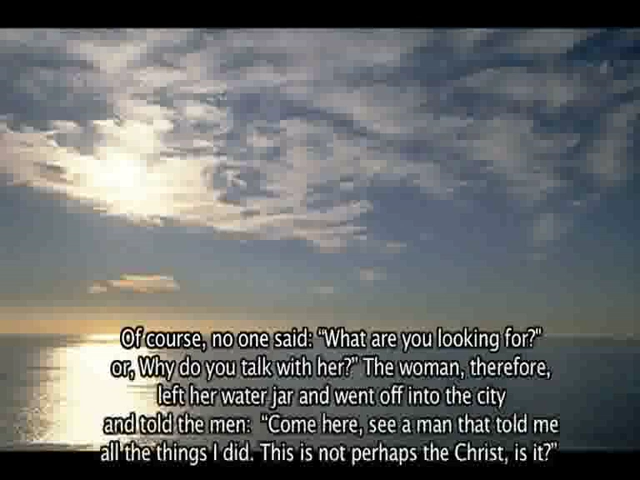 Of course, no one said: “What are you looking for?”
or, Why do you talk with her?” The woman, therefore,
left her water jar and went off into the city
and told the men:  “Come here, see a man that told me
all the things I did. This is not perhaps the Christ, is it?”